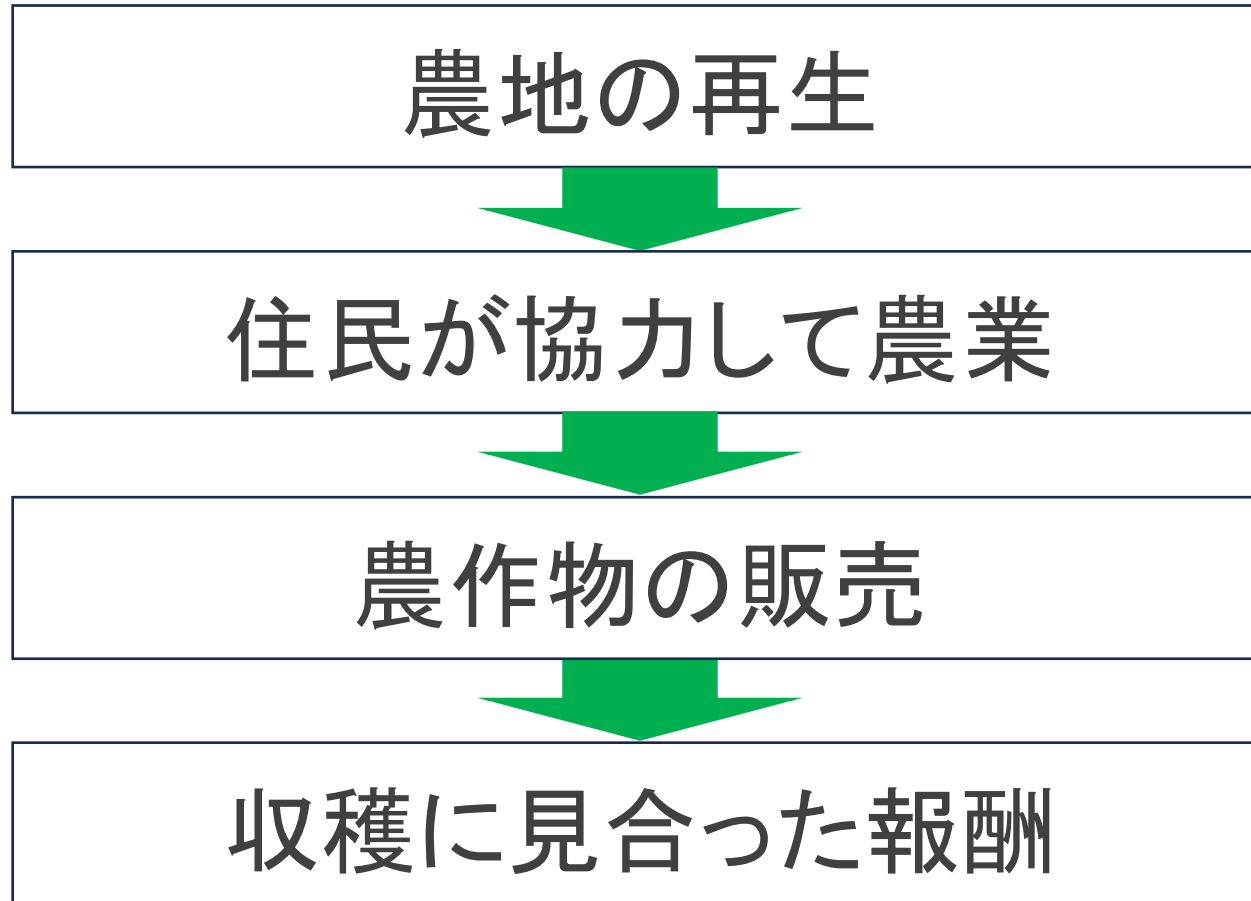 農地の再生
住民が協力して農業
農作物の販売
収穫に見合った報酬